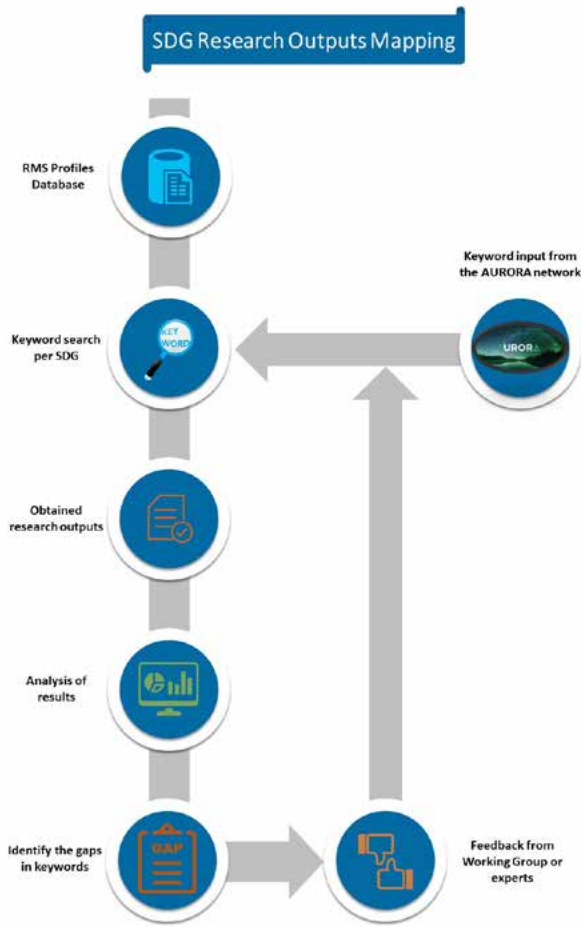 SDG Research Outputs Mapping
RMS Profiles
Database
Keyword input from
the AURORA network
Keyword search
per SDG
KEY
WORD
URORA
Obtained
research outputs
Analysis of
results
Identify the gaps
in keywords
GAP
Feedback from
Working Group or
experts